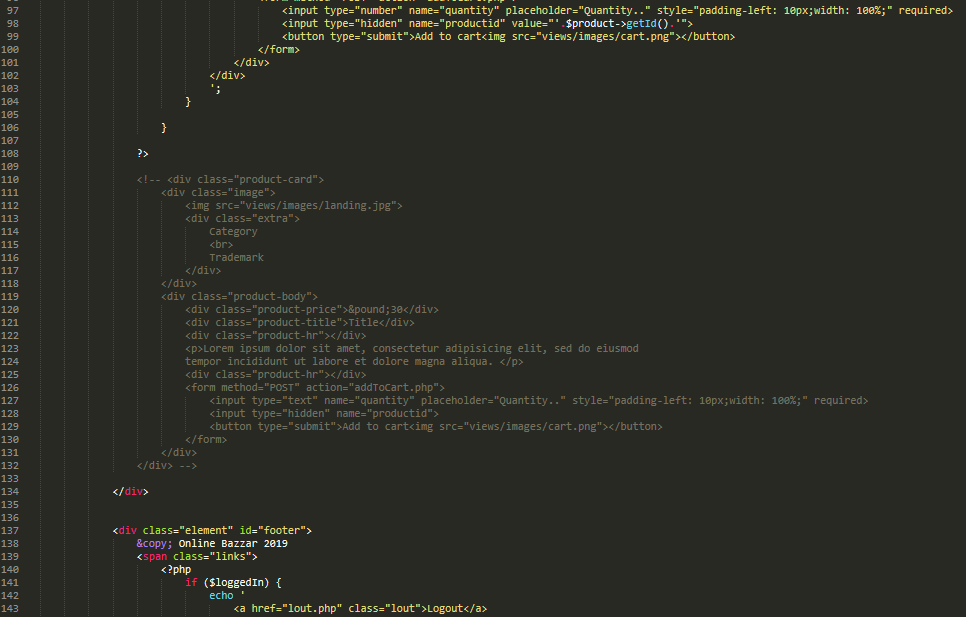 97 <input type="number" name="quantity" placeholder="Quantity.." style="padding-left: 10px;width: 100%;" required>
98 <input type="hidden" name="productid" value="'.$product->getId().'">
99 <button type="submit">Add to cart<img src="views/images/cart.png"></button>
100 </form>
101 </div>
102 </div>
103 ';
104 }
105
106 }
107
108 ?>
109
110 <!-- <div class="product-card">
111 <div class="image">
112 <img src="views/images/landing.jpg">
113 <div class="extra">
114 Category
115 <br>
116 Trademark
117 </div>
118 </div>
119 <div class="product-body">
120 <div class="product-price">&pound;30</div>
121 <div class="product-title">Title</div>
122 <div class="product-hr"></div>
123 <p>Lorem ipsum dolor sit amet, consectetur adipisicing elit, sed do eiusmod
124 tempor incididunt ut labore et dolore magna aliqua. </p>
125 <div class="product-hr"></div>
126 <form method="POST" action="addToCart.php">
127 <input type="text" name="quantity" placeholder="Quantity.." style="padding-left: 10px;width: 100%;" required>
128 <input type="hidden" name="productid">
129 <button type="submit">Add to cart<img src="views/images/cart.png"></button>
130 </form>
131 </div>
132 </div> -->
133
134 </div>
135
136
137 <div class="element" id="footer">
138 &copy; Online Bazzar 2019
139 <span class="links">
140 <?php
141 if ($loggedIn) {
142 echo '
143 <a href="lout.php" class="lout">Logout</a>